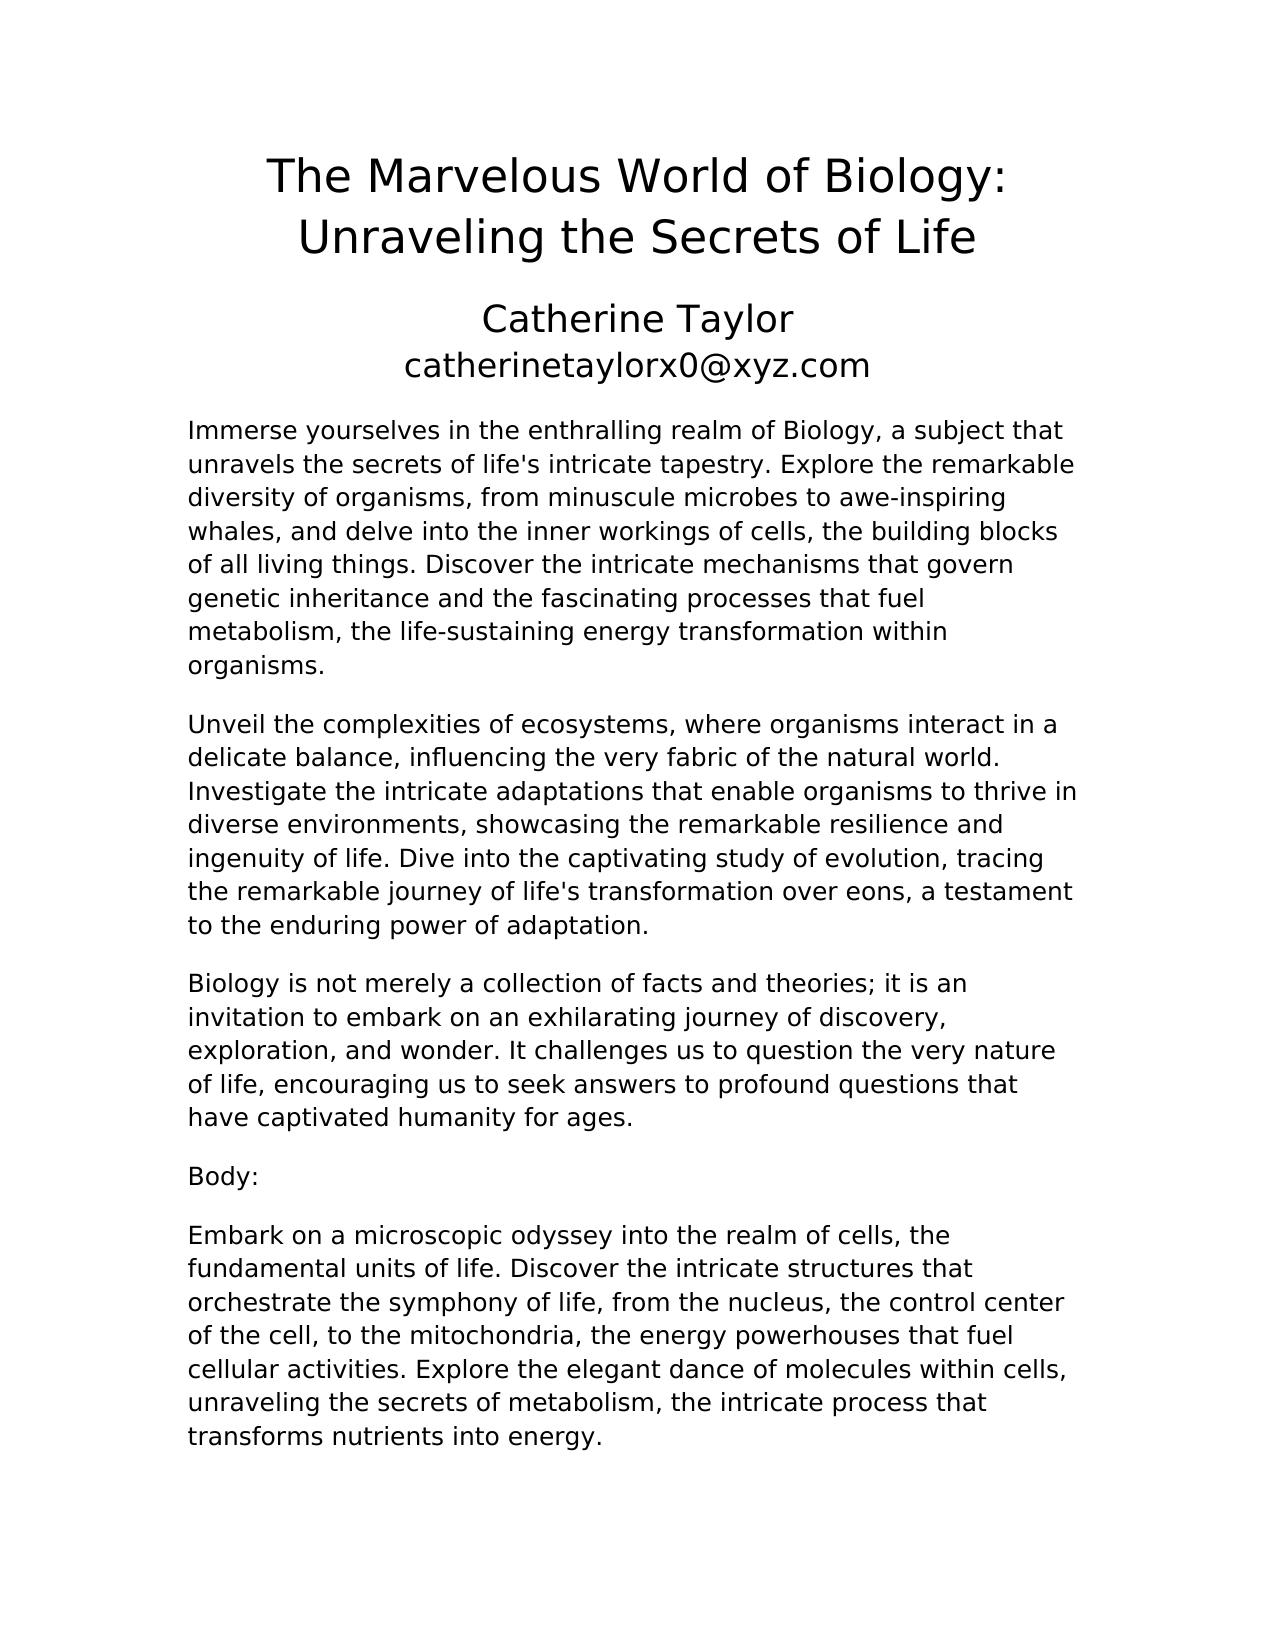 The Marvelous World of Biology:
Unraveling the Secrets of Life
Catherine Taylor
catherinetaylorx0@xyz.com
Immerse yourselves in the enthralling realm of Biology, a subject that
unravels the secrets of life's intricate tapestry. Explore the remarkable
diversity of organisms, from minuscule microbes to awe-inspiring
whales, and delve into the inner workings of cells, the building blocks
of all living things. Discover the intricate mechanisms that govern
genetic inheritance and the fascinating processes that fuel
metabolism, the life-sustaining energy transformation within
organisms.
Unveil the complexities of ecosystems, where organisms interact in a
delicate balance, influencing the very fabric of the natural world.
Investigate the intricate adaptations that enable organisms to thrive in
diverse environments, showcasing the remarkable resilience and
ingenuity of life. Dive into the captivating study of evolution, tracing
the remarkable journey of life's transformation over eons, a testament
to the enduring power of adaptation.
Biology is not merely a collection of facts and theories; it is an
invitation to embark on an exhilarating journey of discovery,
exploration, and wonder. It challenges us to question the very nature
of life, encouraging us to seek answers to profound questions that
have captivated humanity for ages.
Body:
Embark on a microscopic odyssey into the realm of cells, the
fundamental units of life. Discover the intricate structures that
orchestrate the symphony of life, from the nucleus, the control center
of the cell, to the mitochondria, the energy powerhouses that fuel
cellular activities. Explore the elegant dance of molecules within cells,
unraveling the secrets of metabolism, the intricate process that
transforms nutrients into energy.